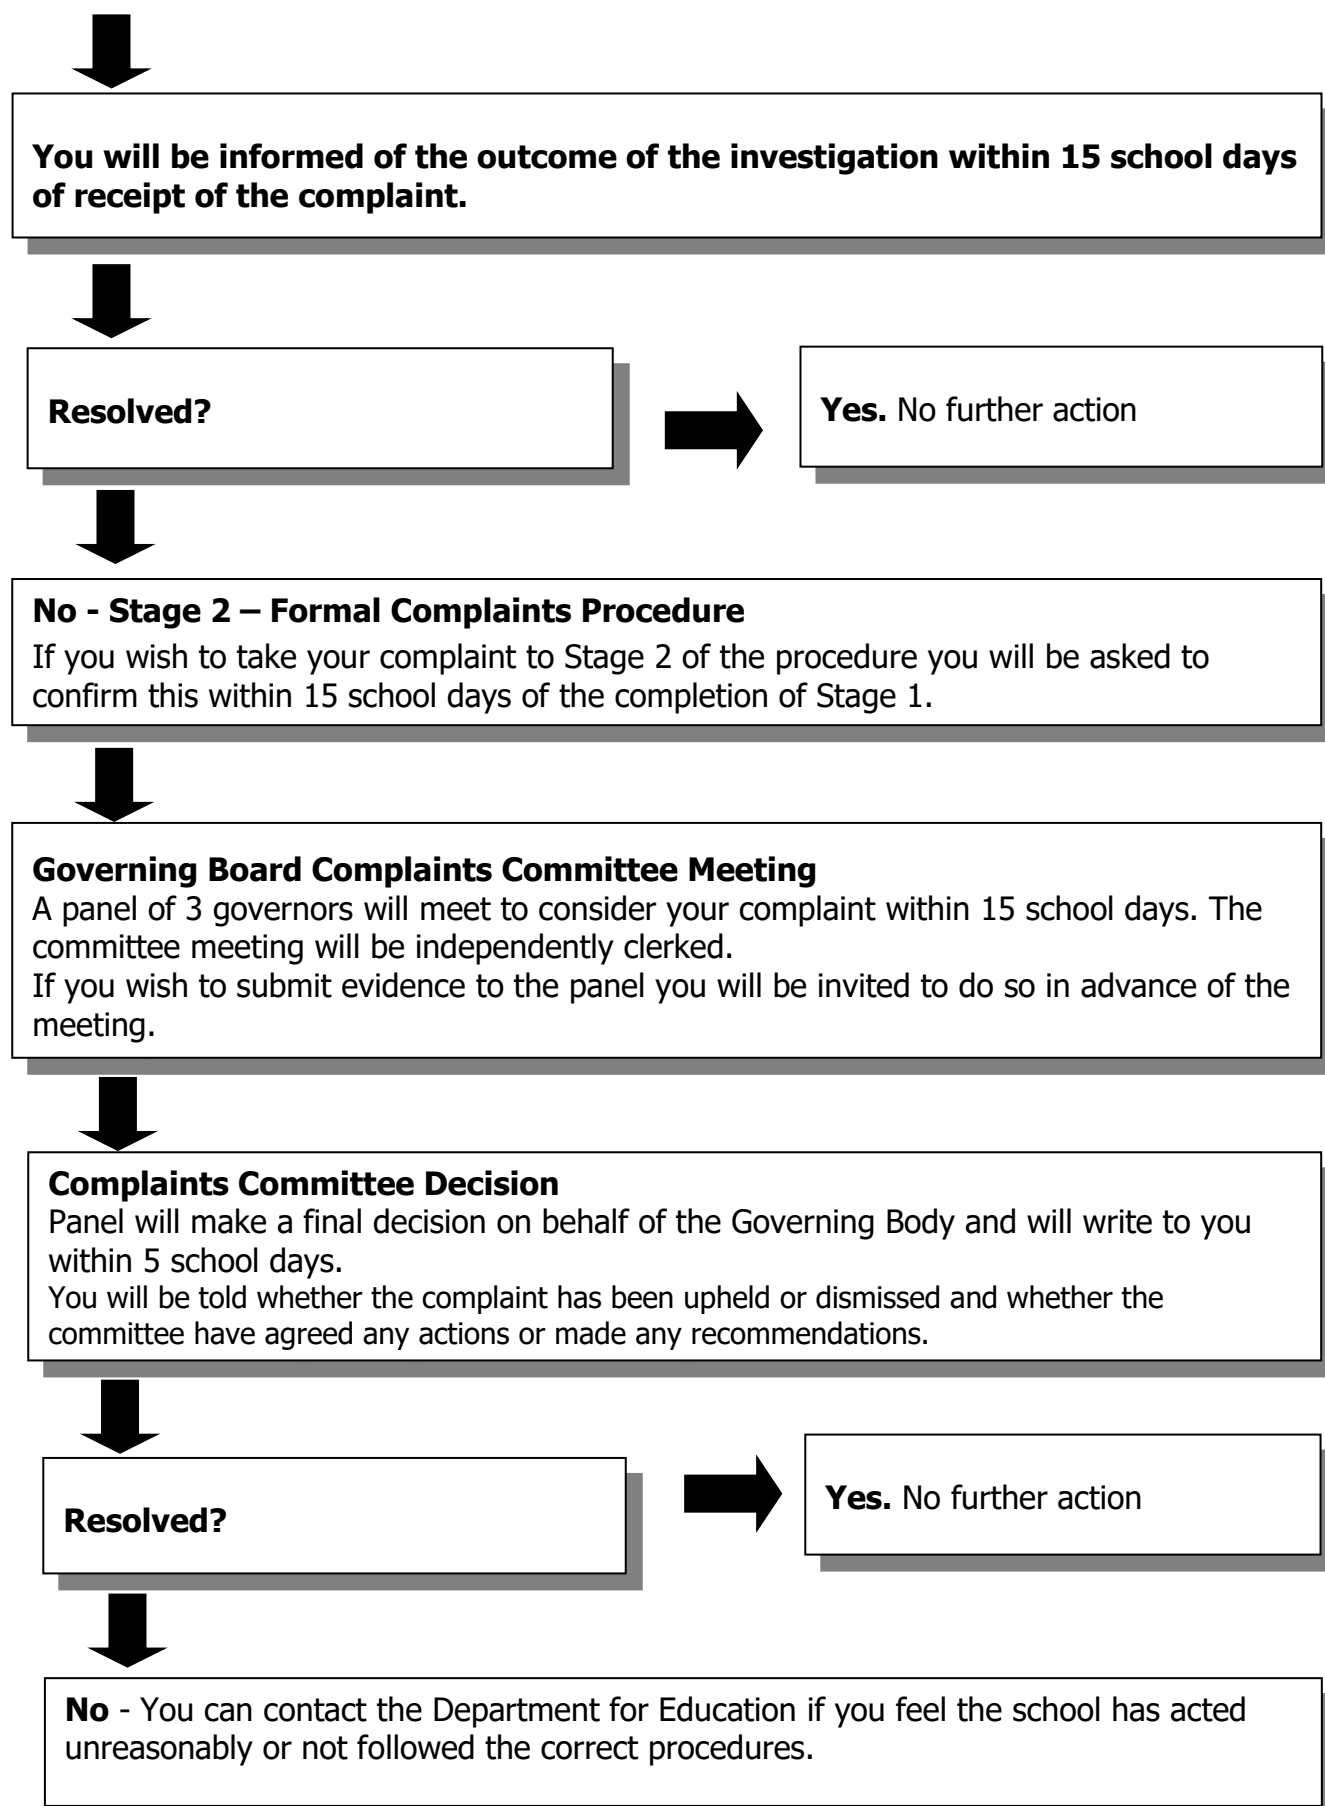 You will be informed of the outcome of the investigation within 15 school days
of receipt of the complaint.
Resolved?
Yes. No further action
No - Stage 2 – Formal Complaints Procedure
If you wish to take your complaint to Stage 2 of the procedure you will be asked to
confirm this within 15 school days of the completion of Stage 1.
Governing Board Complaints Committee Meeting
A panel of 3 governors will meet to consider your complaint within 15 school days. The
committee meeting will be independently clerked.
If you wish to submit evidence to the panel you will be invited to do so in advance of the
meeting.
Complaints Committee Decision
Panel will make a final decision on behalf of the Governing Body and will write to you
within 5 school days.
You will be told whether the complaint has been upheld or dismissed and whether the
committee have agreed any actions or made any recommendations.
Resolved?
Yes. No further action
No - You can contact the Department for Education if you feel the school has acted
unreasonably or not followed the correct procedures.